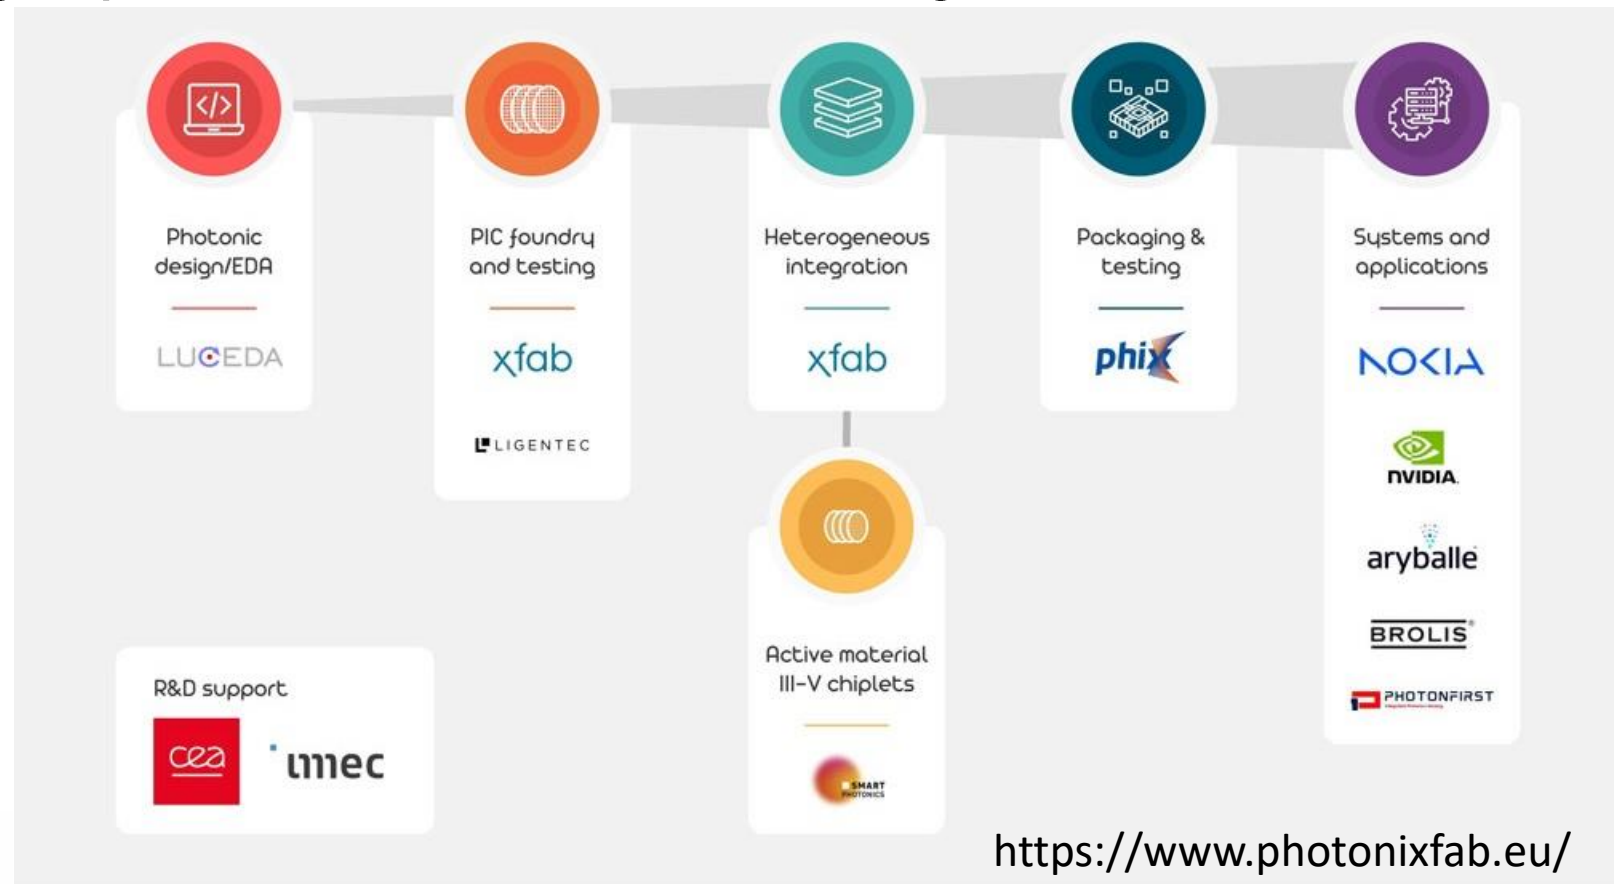 </>
Photonic
design/EDA
LUCEDA
PIC foundry
and testing
xfab
LIGENTEC
Heterogeneous
integration
xfab
Active material
III-V chiplets
SMART
PHOTONICS
Packaging &
testing
phix
Systems and
applications
NOKIA
NVIDIA.
aryballe
BROLIS®
PHOTONFIRST
R&D support
cea
imec
https://www.photonixfab.eu/